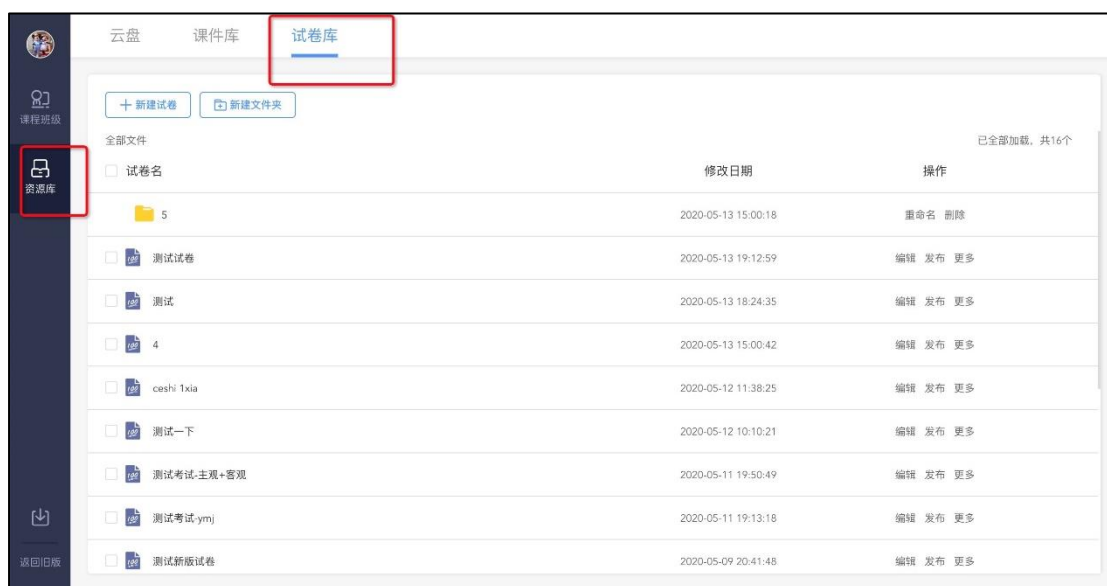 云盘 课件库 试卷库
课程班级
资源库
返回旧版
新建试卷 新建文件夹
全部文件 已全部加载，共16个
试卷名 修改日期 操作
5 2020-05-13 15:00:18 重命名 删除
测试试卷 2020-05-13 19:12:59 编辑 发布 更多
测试 2020-05-13 18:24:35 编辑 发布 更多
4 2020-05-13 15:00:42 编辑 发布 更多
ceshi 1xia 2020-05-12 11:38:25 编辑 发布 更多
测试一下 2020-05-12 10:10:21 编辑 发布 更多
测试考试-主观+客观 2020-05-11 19:50:49 编辑 发布 更多
测试考试-ymj 2020-05-11 19:13:18 编辑 发布 更多
测试新版试卷 2020-05-09 20:41:48 编辑 发布 更多